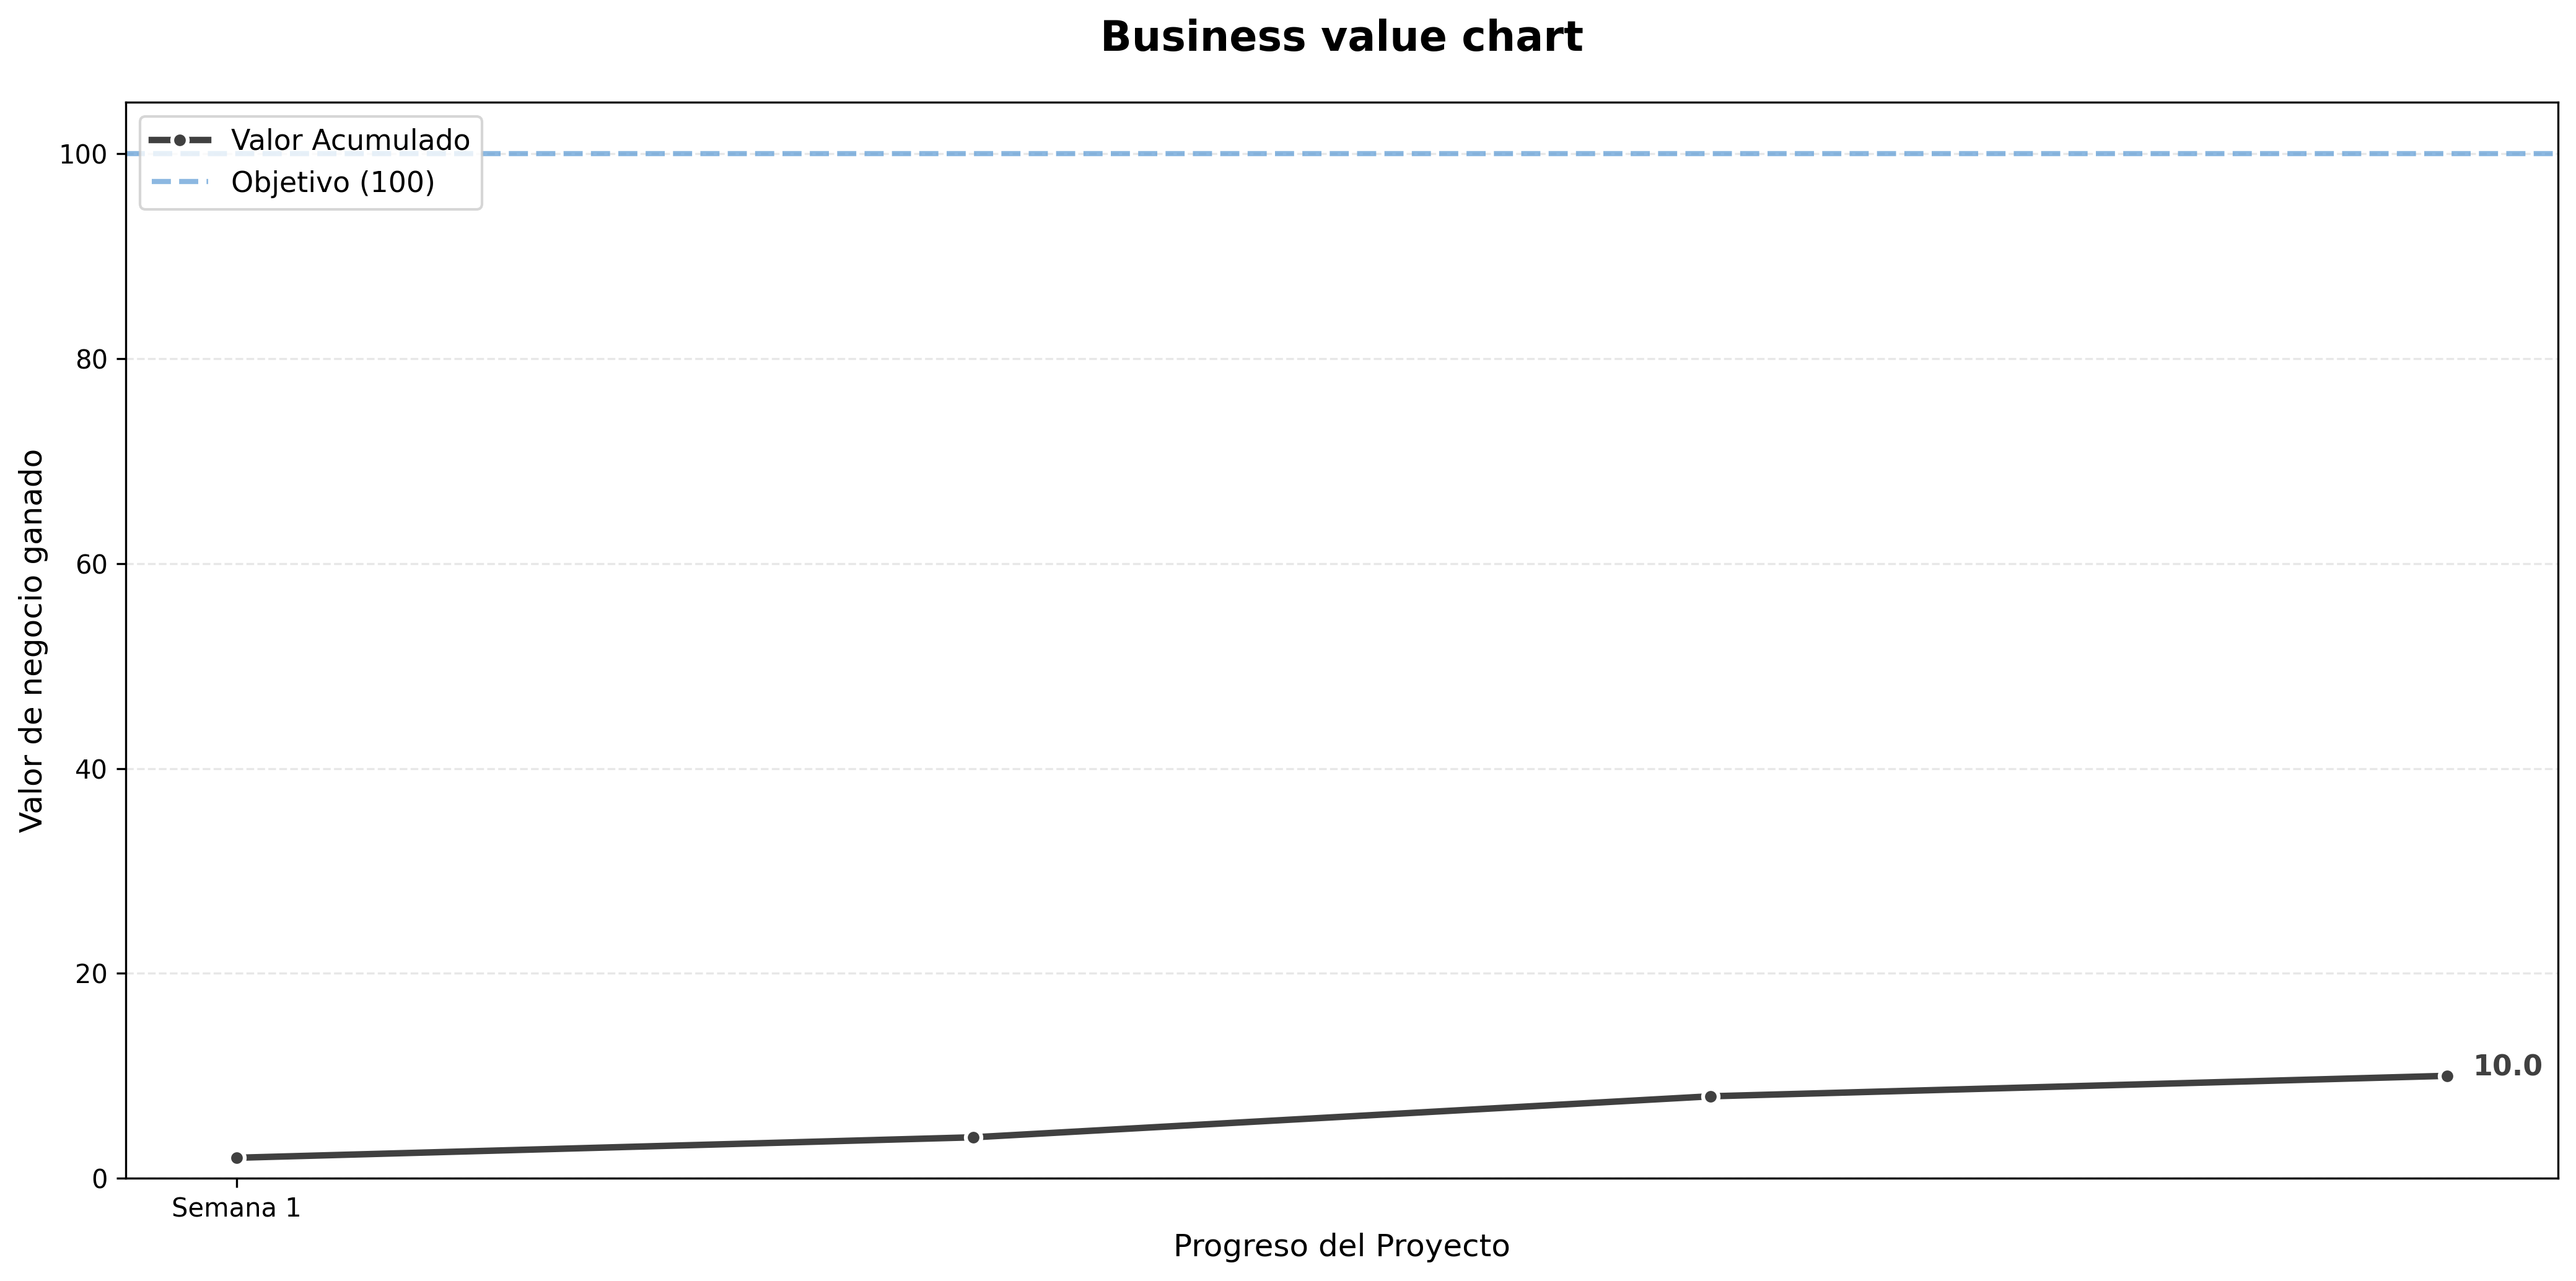 Business value chart
Valor Acumulado
Objetivo (100)
100
80
60
40
20
0
Valor de negocio ganado
10.0
Semana 1
Progreso del Proyecto